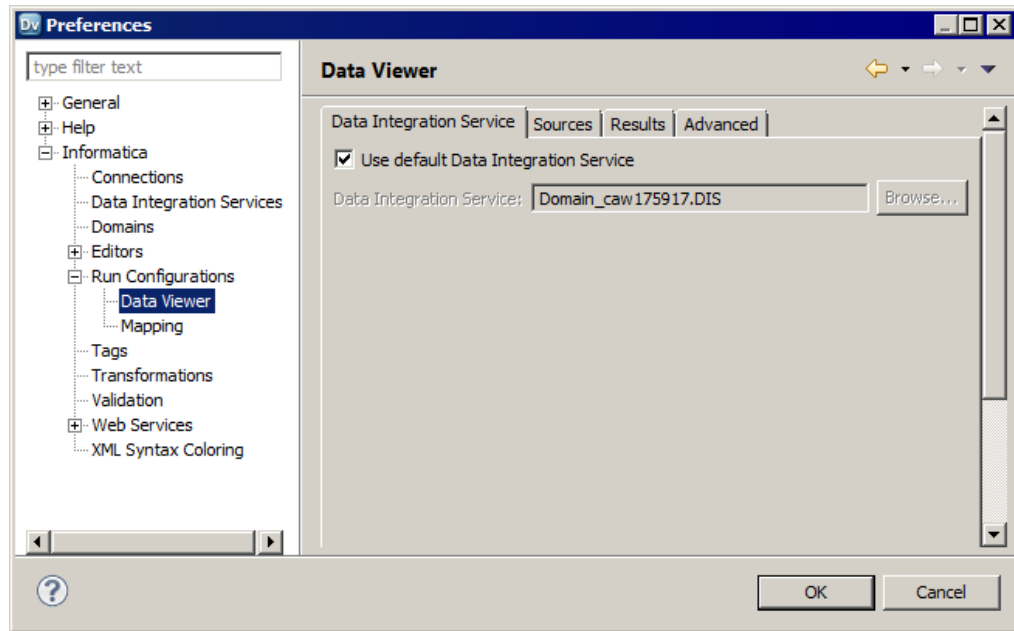 Dv Preferences
type filter text
General
Help
Informatica
Connections
Data Integration Services
Domains
Editors
Run Configurations
Data Viewer
Mapping
Tags
Transformations
Validation
Web Services
XML Syntax Coloring
Data Viewer
Data Integration Service Sources Results Advanced
Use default Data Integration Service
Data Integration Service: Domain_caw175917.DIS Browse...
? OK Cancel